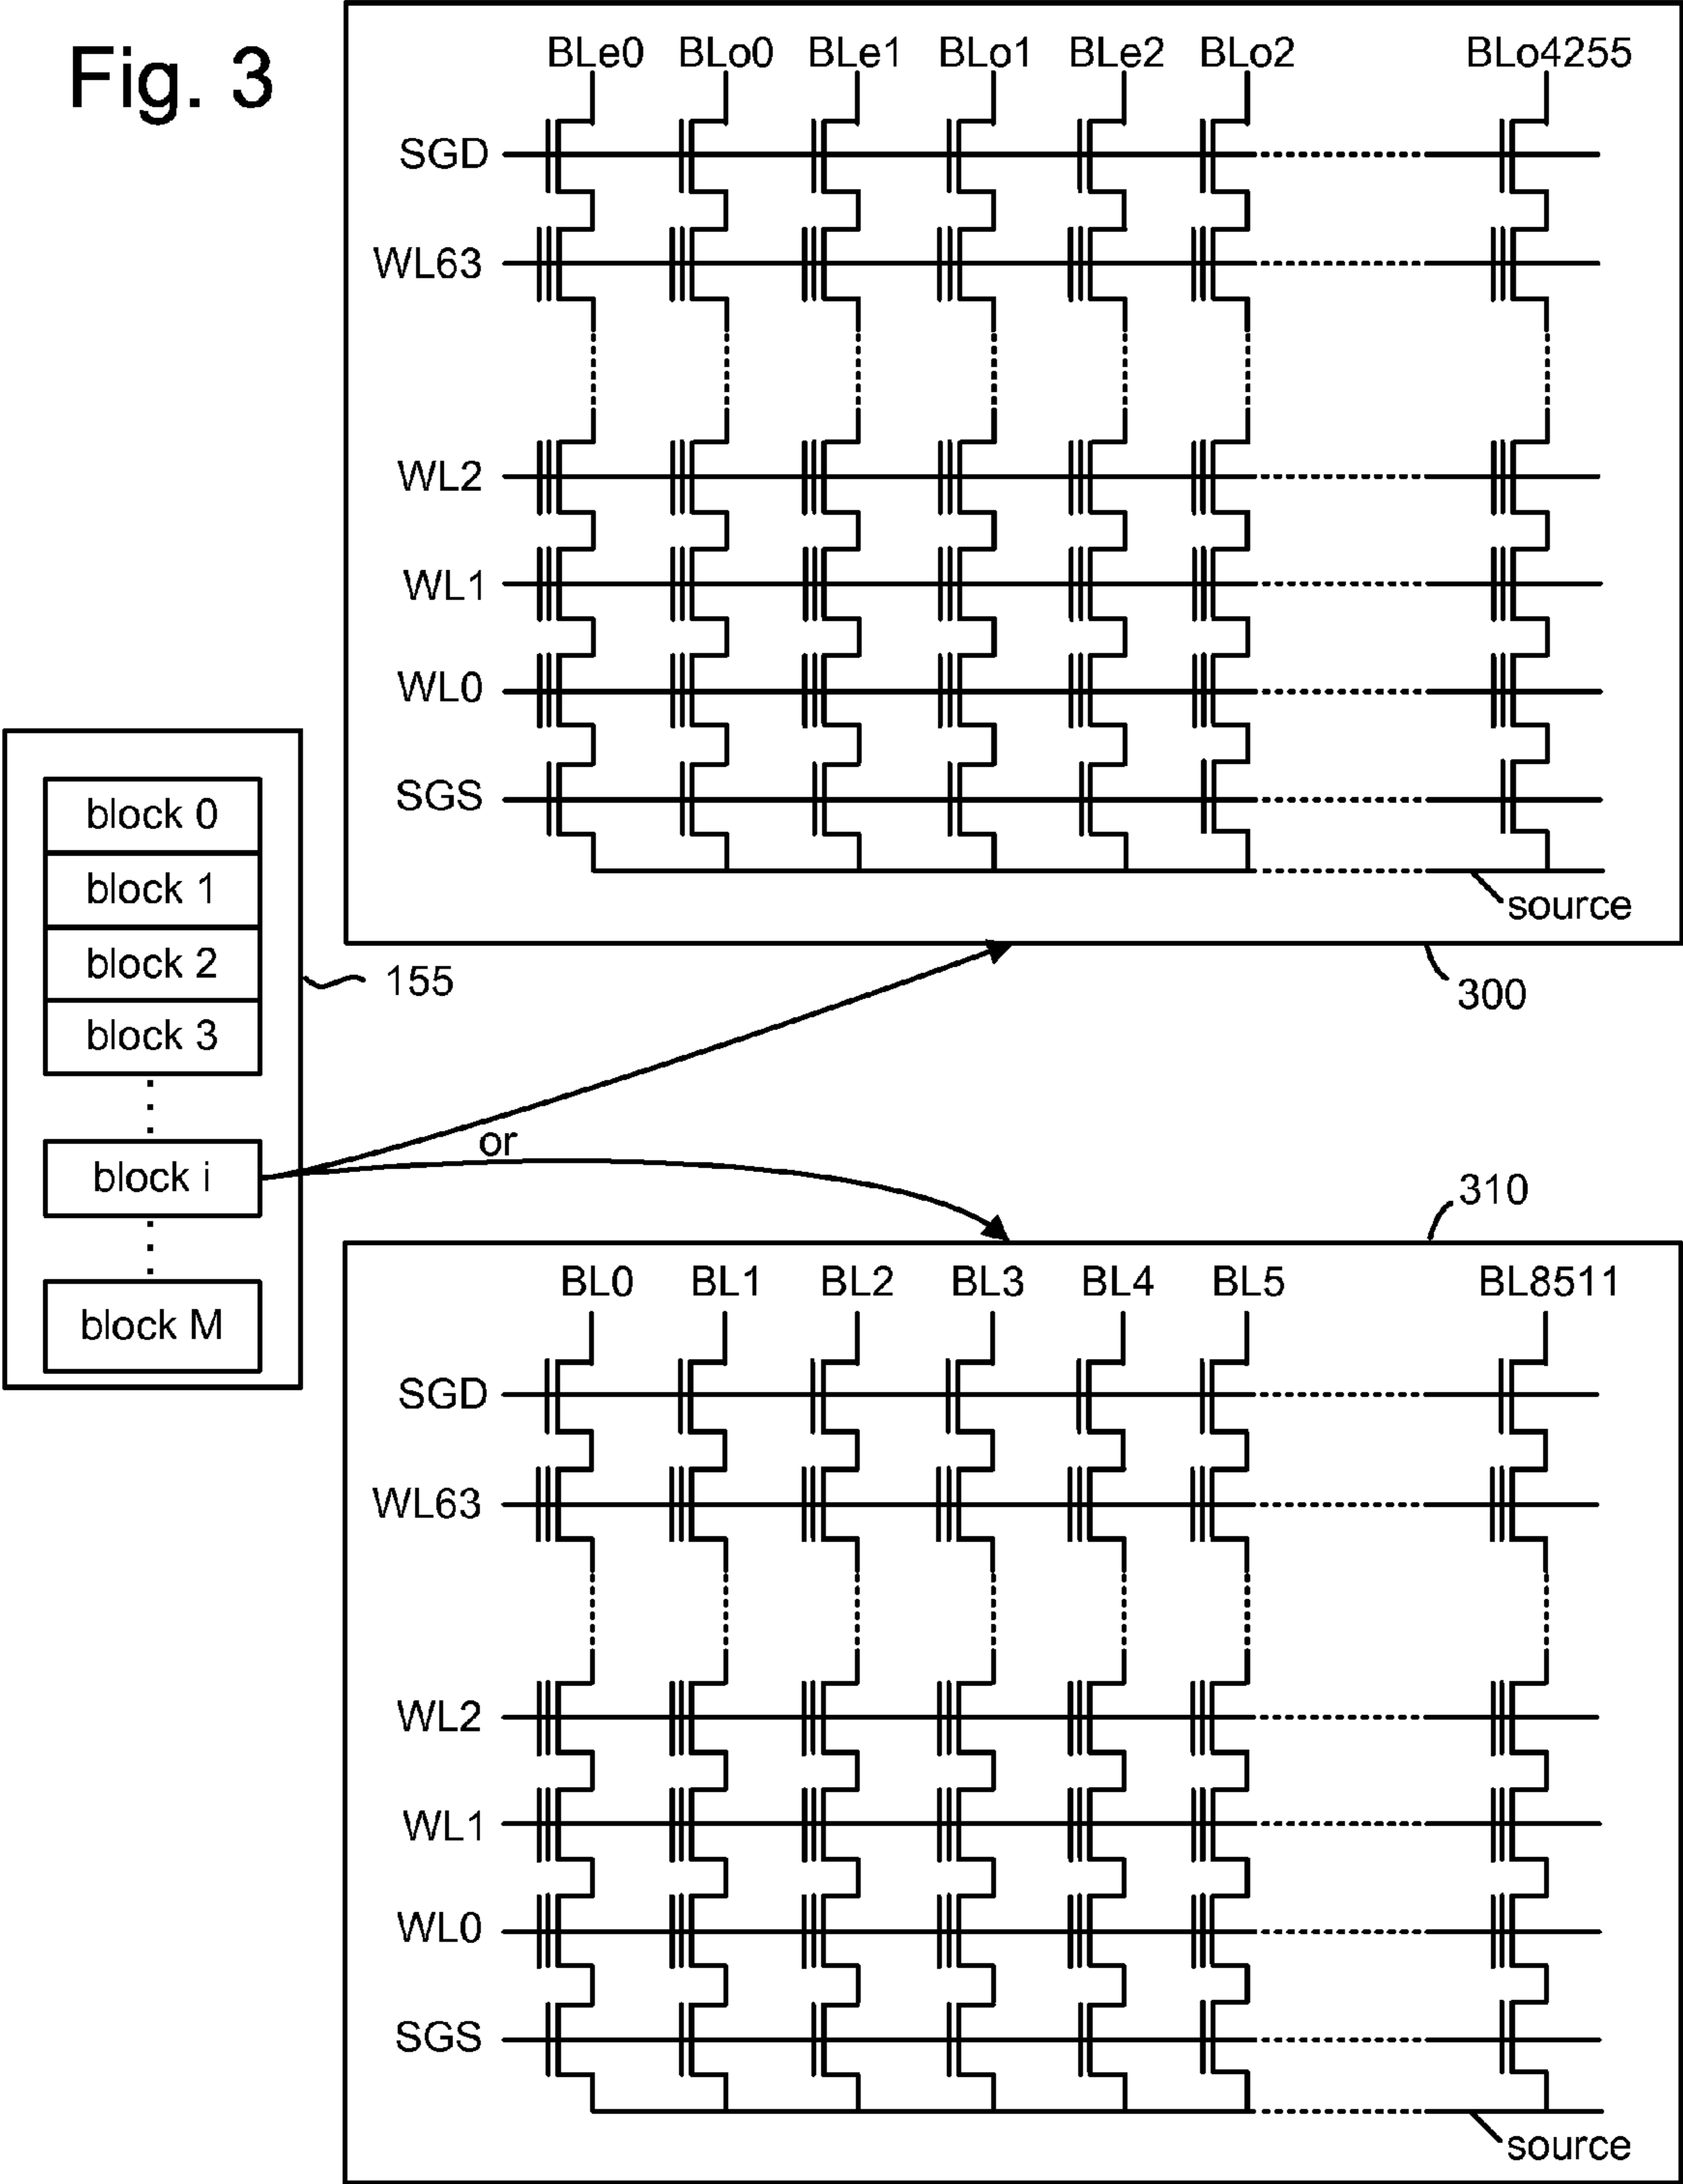 Fig. 3
BLe0 BLo0 BLe1 BLo1 BLe2 BLo2 BLo4255
SGD
WL63
WL2
WL1
WL0
SGS
source
300
block 0
block 1
block 2
block 3
block i
block M
155
or
310
BL0 BL1 BL2 BL3 BL4 BL5 BL8511
SGD
WL63
WL2
WL1
WL0
SGS
source